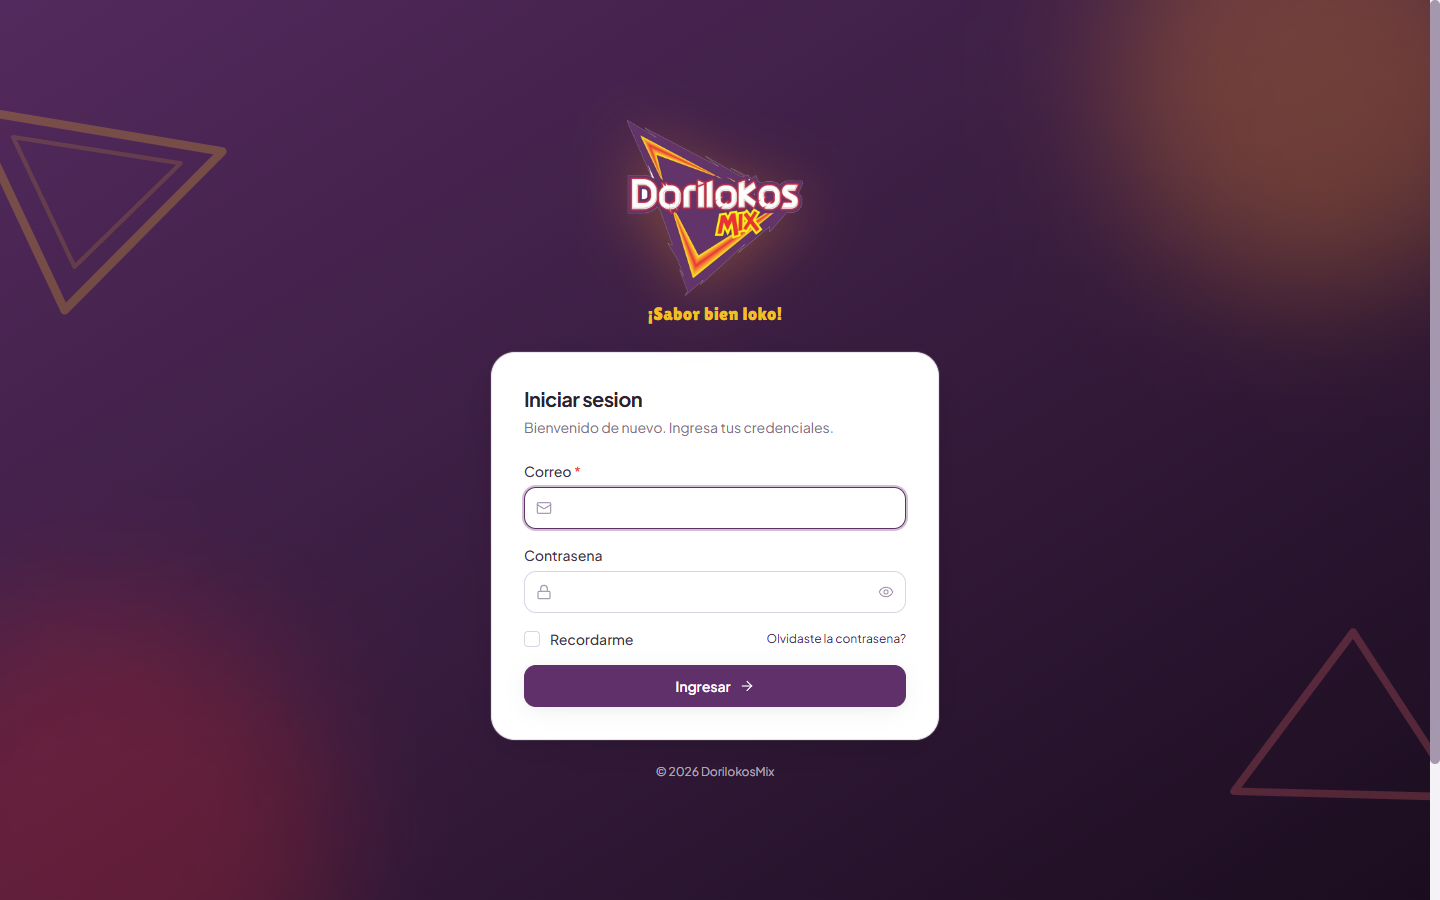 Dorilokos
MIX
¡Sabor bien loko!
Iniciar sesion
Bienvenido de nuevo. Ingresa tus credenciales.
Correo *
Contrasena
Recordarme
Olvidaste la contrasena?
Ingresar →
© 2026 DorilokosMix